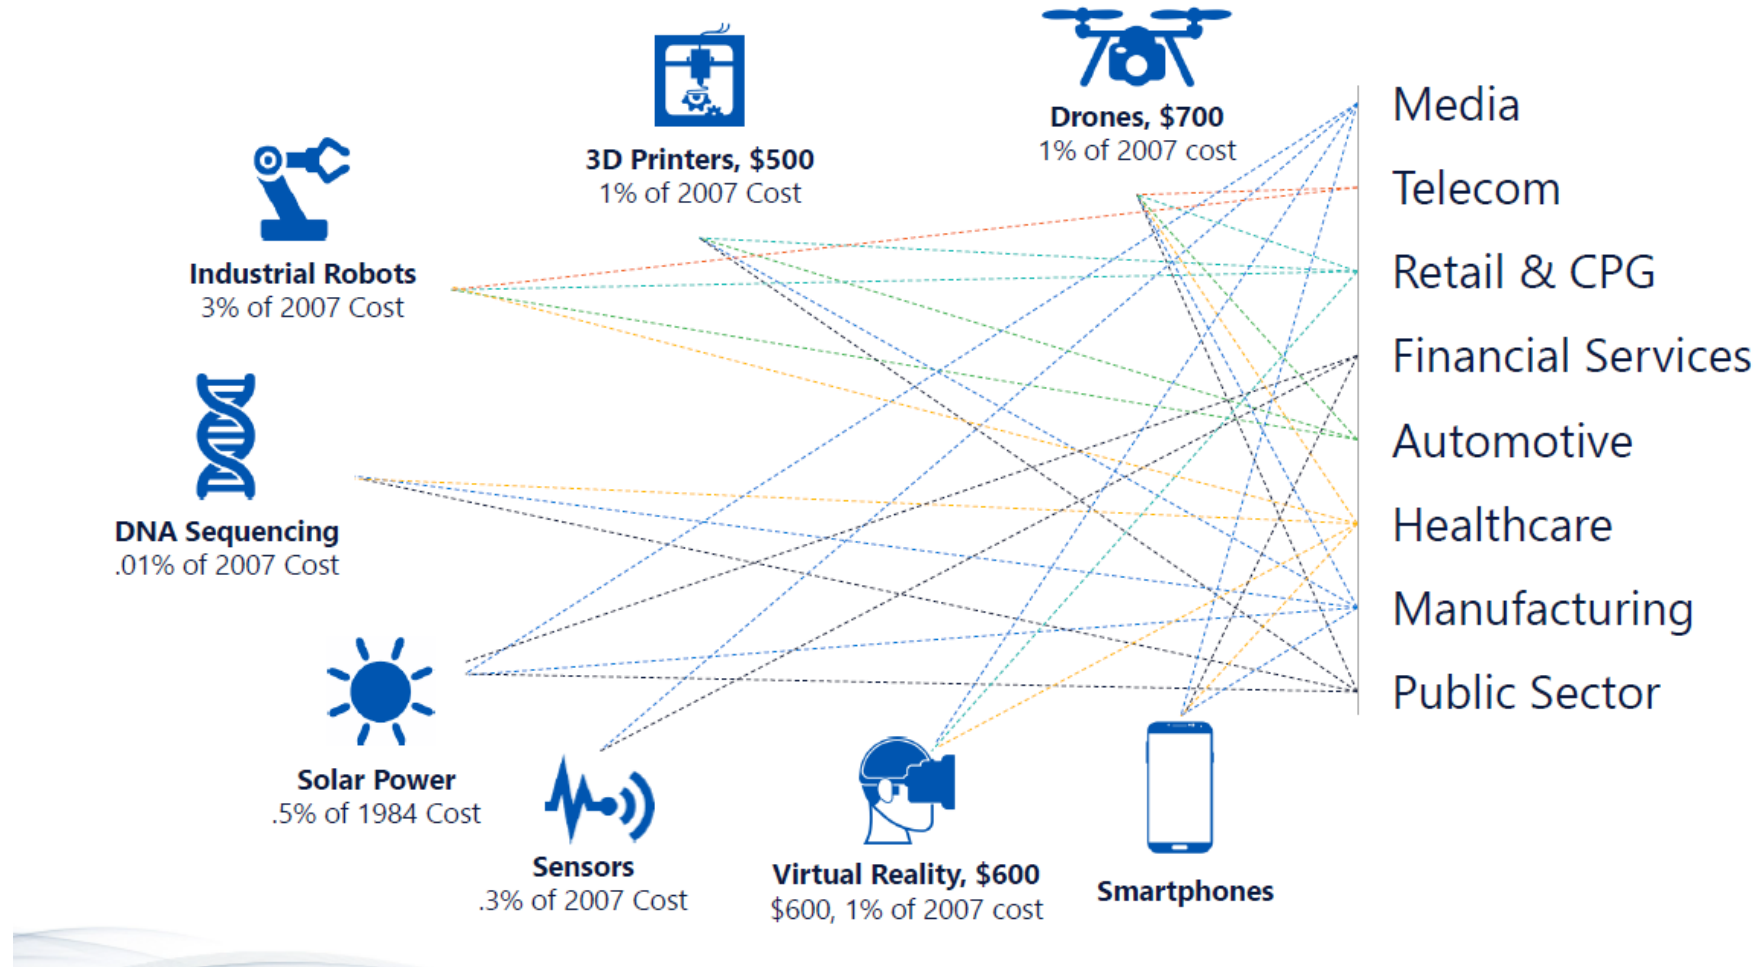 Drones, $700
1% of 2007 cost
3D Printers, $500
1% of 2007 Cost
Industrial Robots
3% of 2007 Cost
DNA Sequencing
.01% of 2007 Cost
Solar Power
.5% of 1984 Cost
Sensors
.3% of 2007 Cost
Virtual Reality, $600
$600, 1% of 2007 cost
Smartphones
Media
Telecom
Retail & CPG
Financial Services
Automotive
Healthcare
Manufacturing
Public Sector